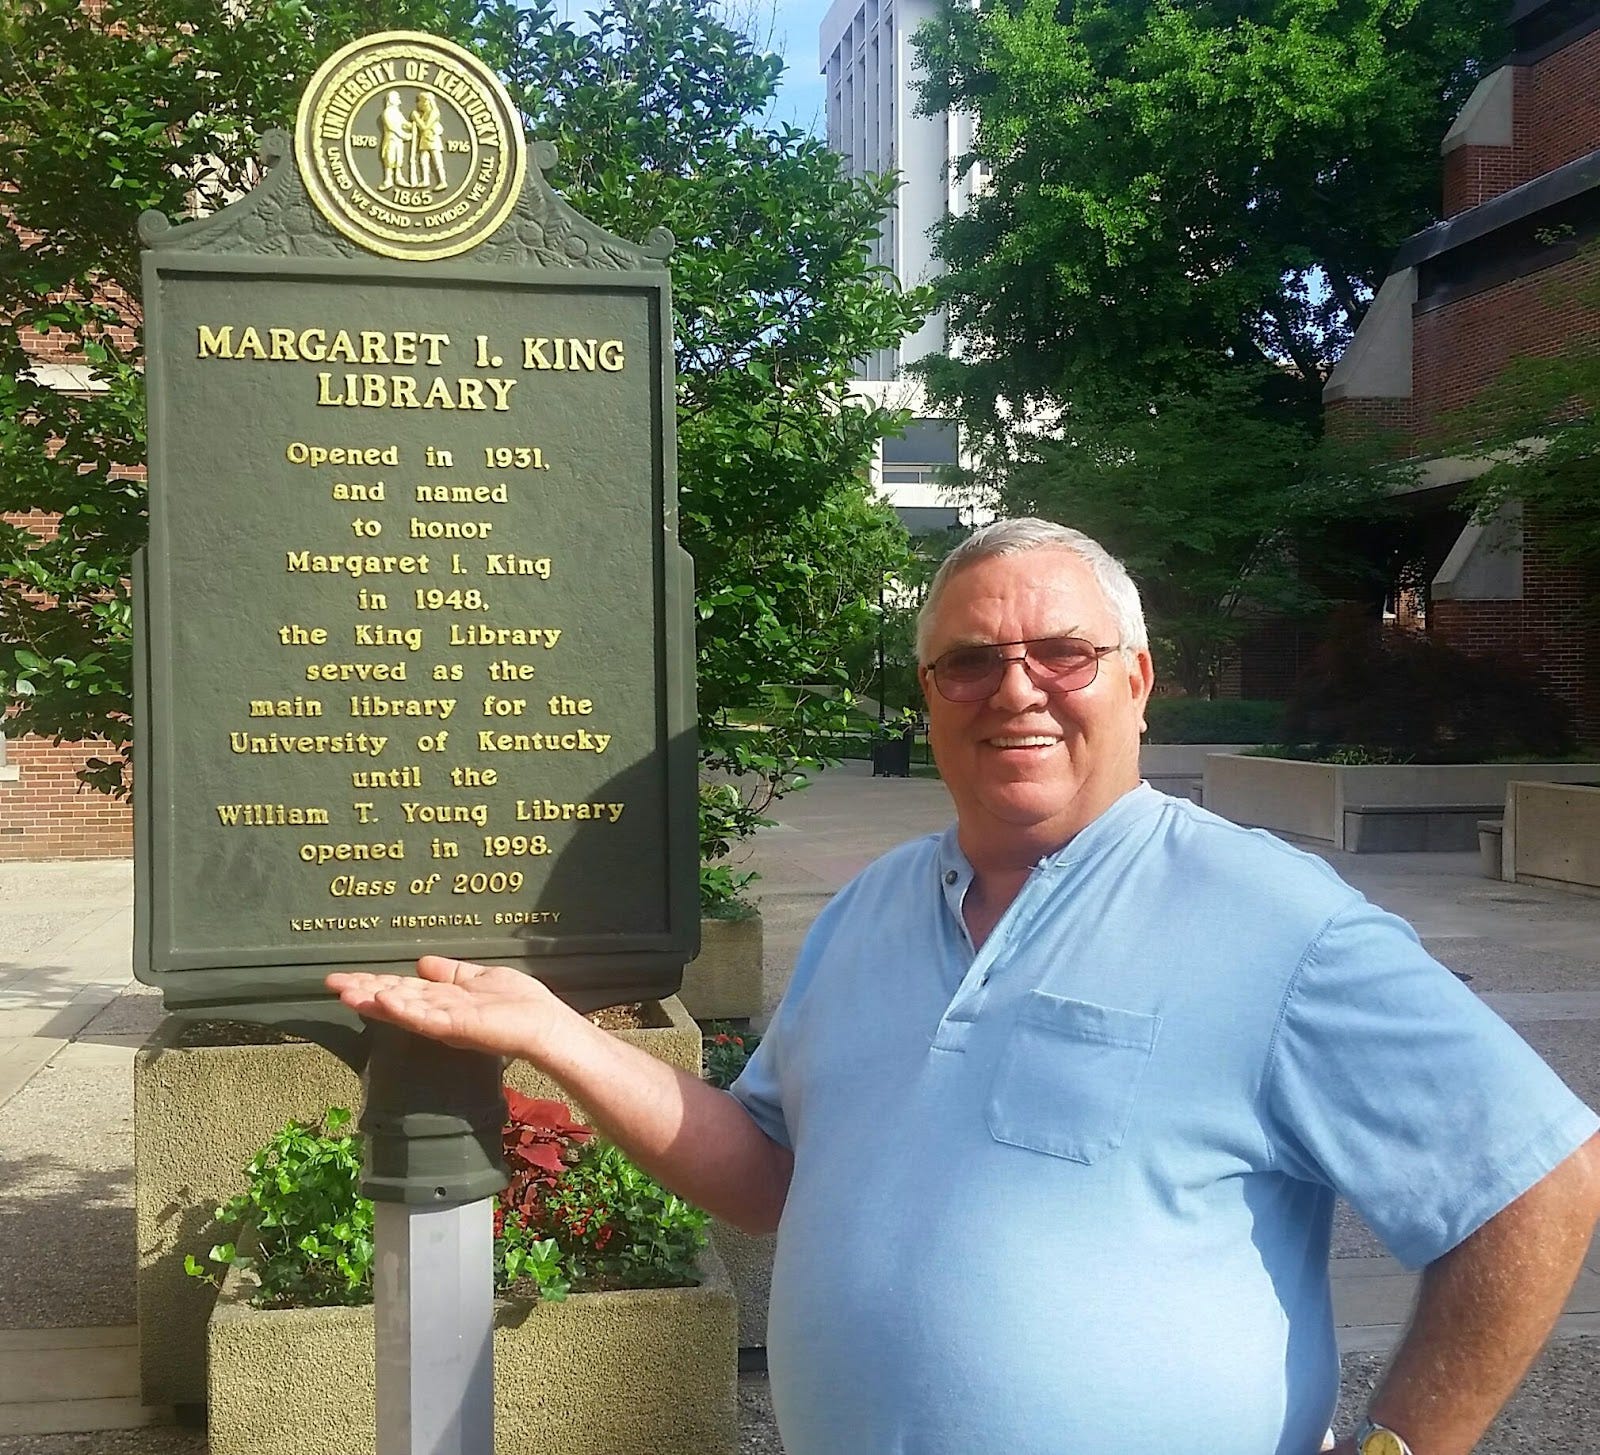 UNIVERSITY OF KENTUCKY
1878 1916
1865
UNITED WE STAND - DIVIDED WE FALL
MARGARET I. KING
LIBRARY
Opened in 1931,
and named
to honor
Margaret I. King
in 1948,
the King Library
served as the
main library for the
University of Kentucky
until the
William T. Young Library
opened in 1998.
Class of 2009
KENTUCKY HISTORICAL SOCIETY